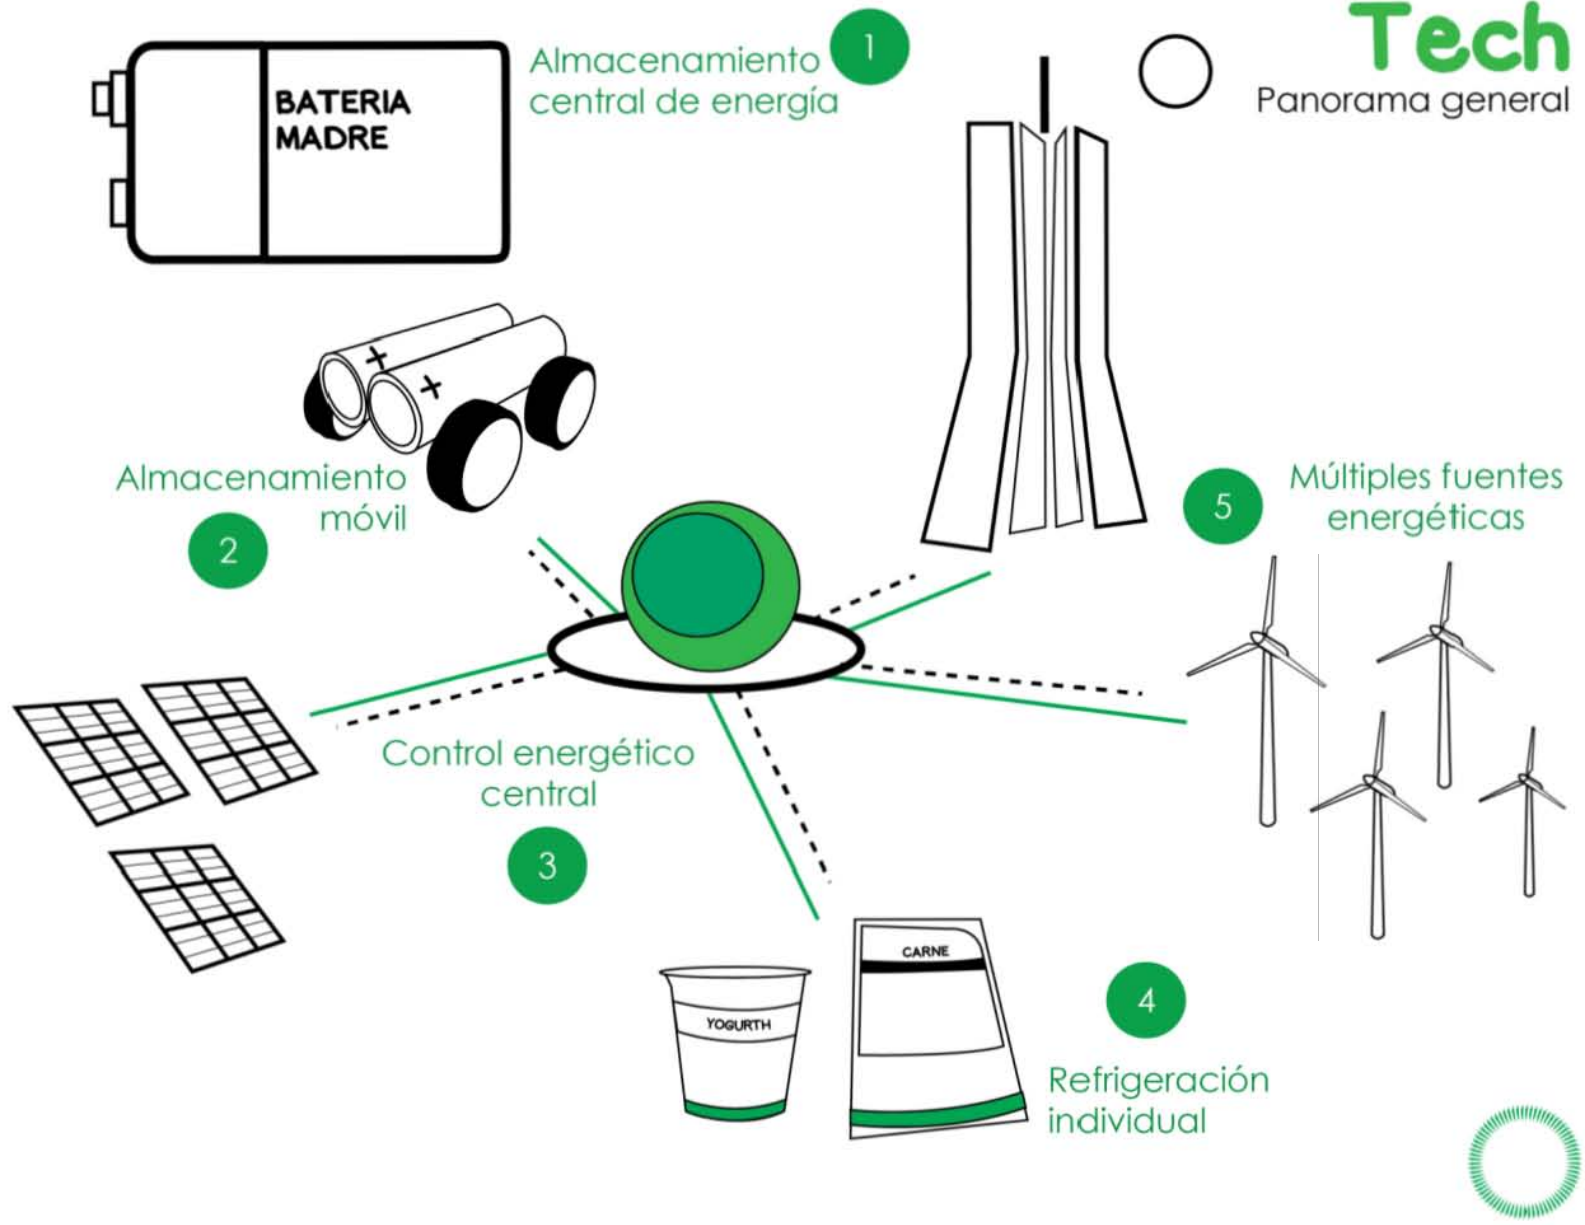 Tech
Panorama general
1
Almacenamiento
central de energía
BATERIA
MADRE
Almacenamiento
móvil
2
5
Múltiples fuentes
energéticas
Control energético
central
3
CARNE
YOGURTH
4
Refrigeración
individual